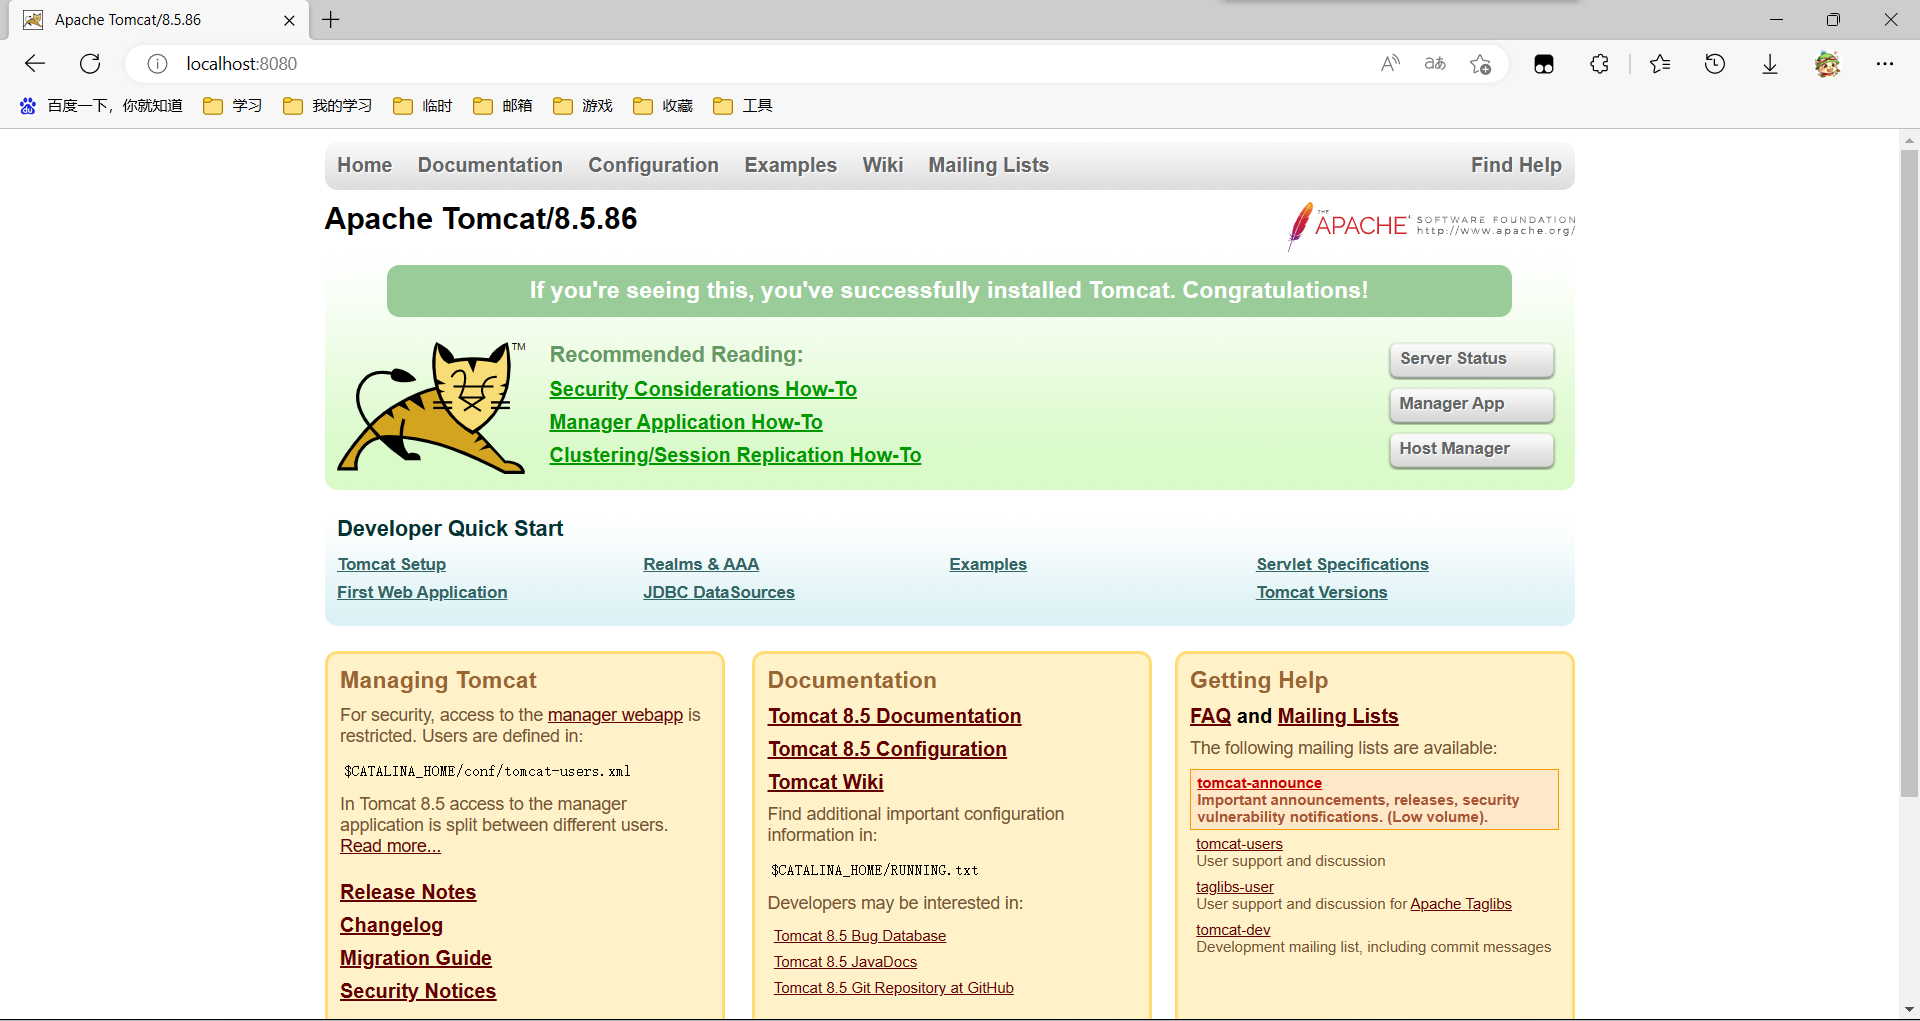 Apache Tomcat/8.5.86
localhost:8080
百度一下，你就知道 学习 我的学习 临时 邮箱 游戏 收藏 工具
Home Documentation Configuration Examples Wiki Mailing Lists Find Help
Apache Tomcat/8.5.86
THE APACHE SOFTWARE FOUNDATION
http://www.apache.org/
If you're seeing this, you've successfully installed Tomcat. Congratulations!
TM
Recommended Reading:
Security Considerations How-To
Manager Application How-To
Clustering/Session Replication How-To
Server Status
Manager App
Host Manager
Developer Quick Start
Tomcat Setup
First Web Application
Realms & AAA
JDBC DataSources
Examples
Servlet Specifications
Tomcat Versions
Managing Tomcat
For security, access to the manager webapp is
restricted. Users are defined in:
$CATALINA_HOME/conf/tomcat-users.xml
In Tomcat 8.5 access to the manager
application is split between different users.
Read more...
Release Notes
Changelog
Migration Guide
Security Notices
Documentation
Tomcat 8.5 Documentation
Tomcat 8.5 Configuration
Tomcat Wiki
Find additional important configuration
information in:
$CATALINA_HOME/RUNNING.txt
Developers may be interested in:
Tomcat 8.5 Bug Database
Tomcat 8.5 JavaDocs
Tomcat 8.5 Git Repository at GitHub
Getting Help
FAQ and Mailing Lists
The following mailing lists are available:
tomcat-announce
Important announcements, releases, security
vulnerability notifications. (Low volume).
tomcat-users
User support and discussion
taglibs-user
User support and discussion for Apache Taglibs
tomcat-dev
Development mailing list, including commit messages